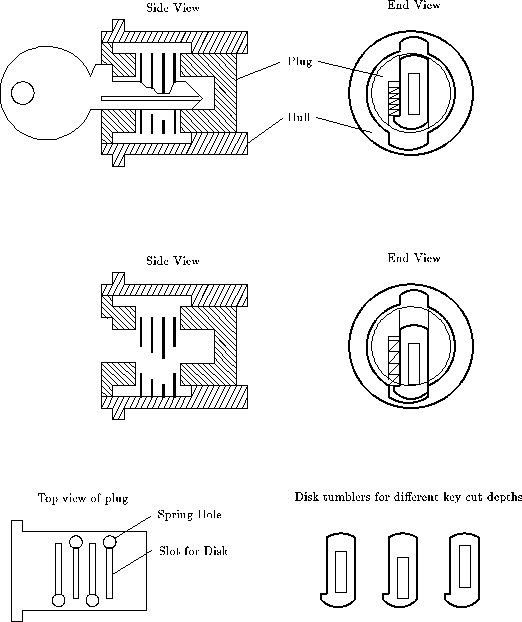 Side View
End View
Plug
Hull
Side View
End View
Top view of plug
Disk tumblers for different key cut depths
Spring Hole
Slot for Disk